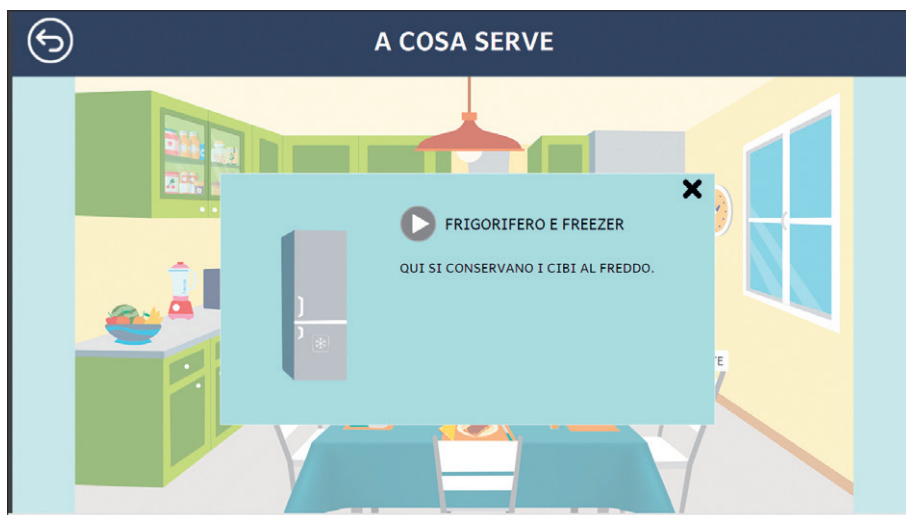 A COSA SERVE
FRIGORIFERO E FREEZER
QUI SI CONSERVANO I CIBI AL FREDDO.